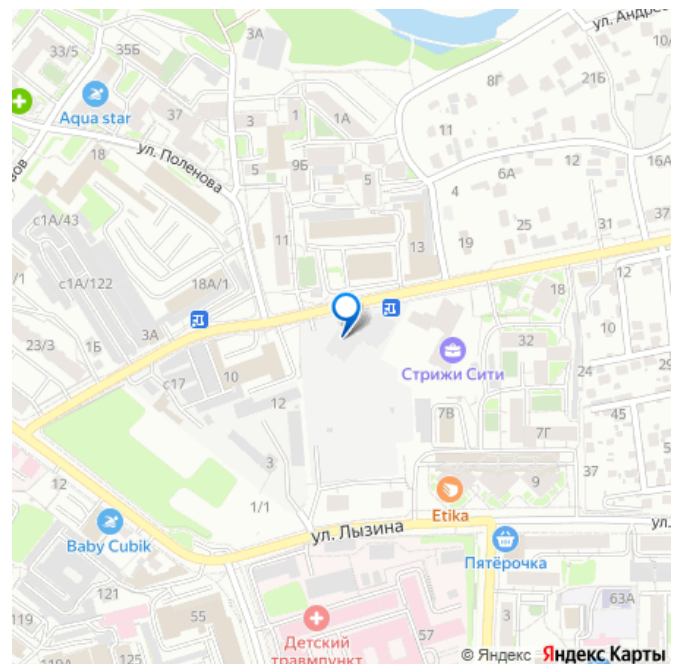 ул. Андре
33/5
35Б
3А
10
8Г
21Б
Aqua star
37
3
1
1А
11
ул. Поленова
18
5
9Б
5
6А
12
16А
4
с1А/43
11
13
19
25
31
37
с1А/122
18А/1
12
3А
18
23/3
1Б
10
32
Стрижи Сити
с17
10
24
29
12
7В
7Г
45
3
37
12
1/1
9
Etika
Baby Cubik
ул. Лызина
ул.
Пятёрочка
121
119
55
57
3
63А
Детский
травмпункт
119А
125
© Яндекс Яндекс Карты